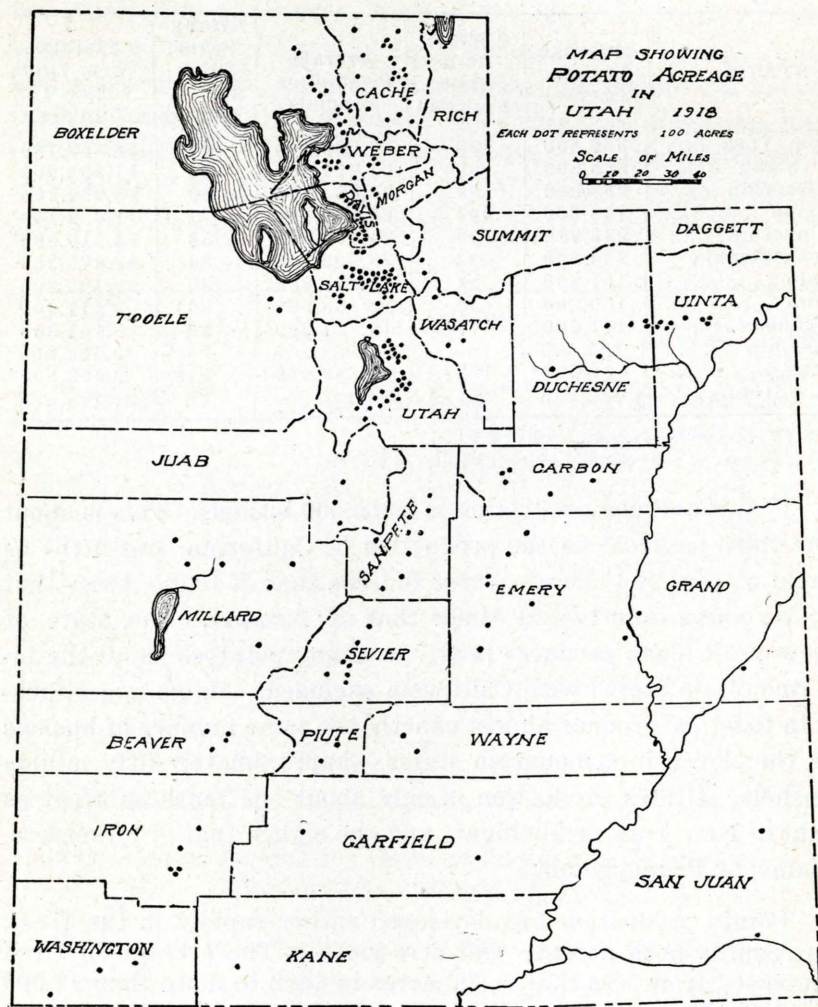 MAP SHOWING
POTATO ACREAGE
IN
UTAH 1918
EACH DOT REPRESENTS 100 ACRES
SCALE OF MILES
0 10 20 30 40
CACHE
RICH
BOXELDER
WEBER
MORGAN
DAVIS
SUMMIT
DAGGETT
SALT LAKE
TOOELE
UINTA
WASATCH
DUCHESNE
UTAH
JUAB
CARBON
SANPETE
EMERY
GRAND
MILLARD
SEVIER
BEAVER
PIUTE
WAYNE
IRON
GARFIELD
SAN JUAN
WASHINGTON
KANE